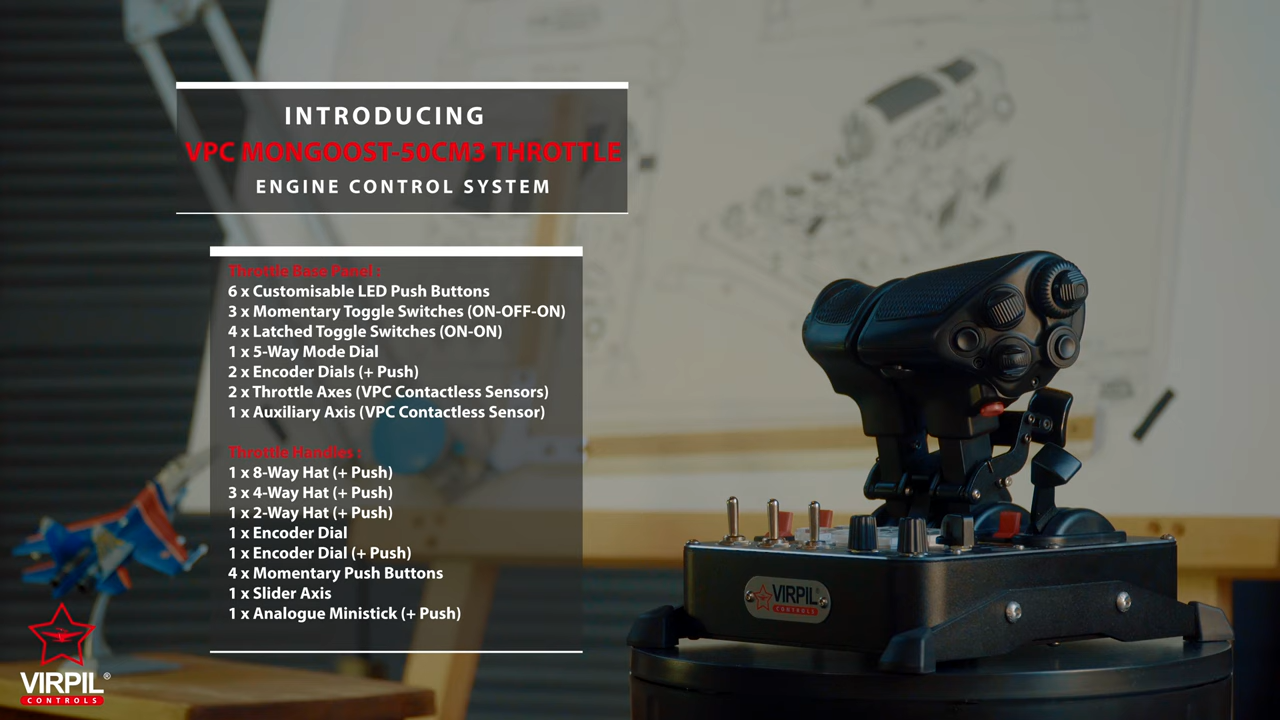 INTRODUCING
VPC MONGOOST-50CM3 THROTTLE
ENGINE CONTROL SYSTEM
Throttle Base Panel :
6 x Customisable LED Push Buttons
3 x Momentary Toggle Switches (ON-OFF-ON)
4 x Latched Toggle Switches (ON-ON)
1 x 5-Way Mode Dial
2 x Encoder Dials (+ Push)
2 x Throttle Axes (VPC Contactless Sensors)
1 x Auxiliary Axis (VPC Contactless Sensor)
Throttle Handles :
1 x 8-Way Hat (+ Push)
3 x 4-Way Hat (+ Push)
1 x 2-Way Hat (+ Push)
1 x Encoder Dial
1 x Encoder Dial (+ Push)
4 x Momentary Push Buttons
1 x Slider Axis
1 x Analogue Ministick (+ Push)
VIRPIL
CONTROLS
VIRPIL®
CONTROLS